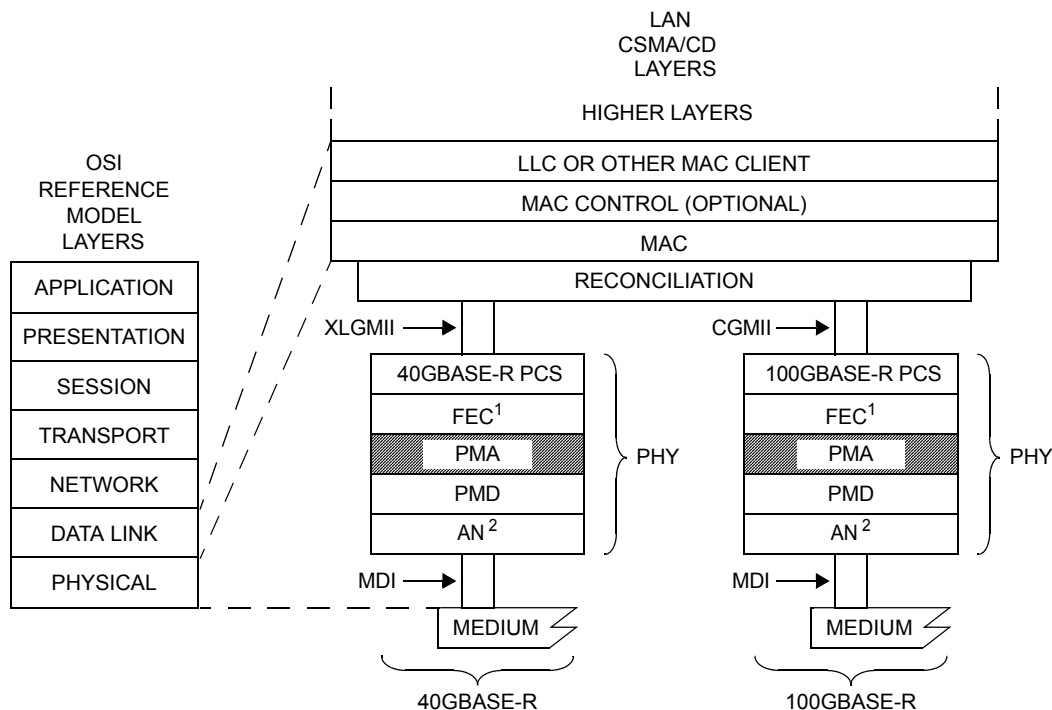 LAN
CSMA/CD
LAYERS
HIGHER LAYERS
LLC OR OTHER MAC CLIENT
MAC CONTROL (OPTIONAL)
MAC
RECONCILIATION
OSI
REFERENCE
MODEL
LAYERS
APPLICATION
PRESENTATION
SESSION
TRANSPORT
NETWORK
DATA LINK
PHYSICAL
XLGMII
40GBASE-R PCS
FEC1
PMA
PMD
AN 2
PHY
MDI
MEDIUM
40GBASE-R
CGMII
100GBASE-R PCS
FEC1
PMA
PMD
AN 2
PHY
MDI
MEDIUM
100GBASE-R